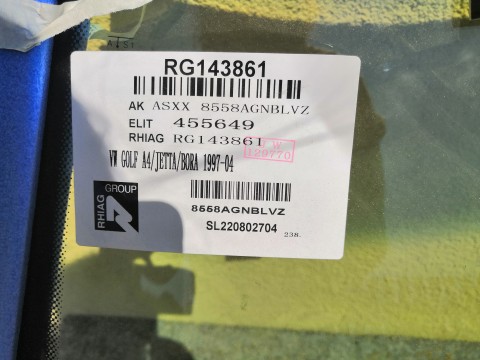 RG143861
AK ASXX 8558AGNBLVZ
ELIT 455649
RHIAG RG143861
129770
VW GOLF A4/JETTA/BORA 1997-04
RHIAG GROUP
8558AGNBLVZ
SL220802704
238.